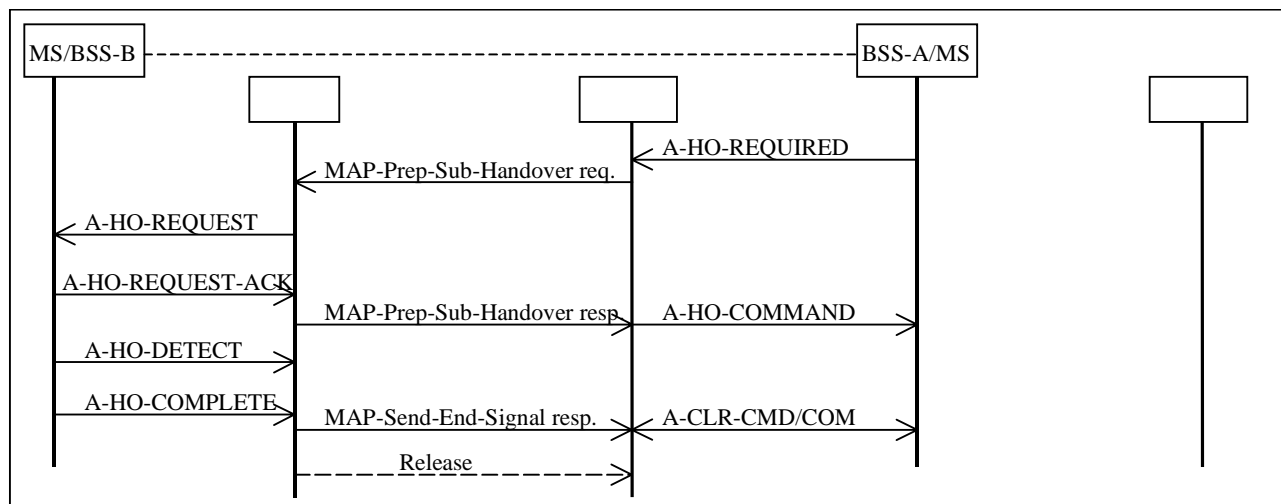 MS/BSS-B
BSS-A/MS
A-HO-REQUIRED
MAP-Prep-Sub-Handover req.
A-HO-REQUEST
A-HO-REQUEST-ACK
MAP-Prep-Sub-Handover resp.
A-HO-COMMAND
A-HO-DETECT
A-HO-COMPLETE
MAP-Send-End-Signal resp.
A-CLR-CMD/COM
Release